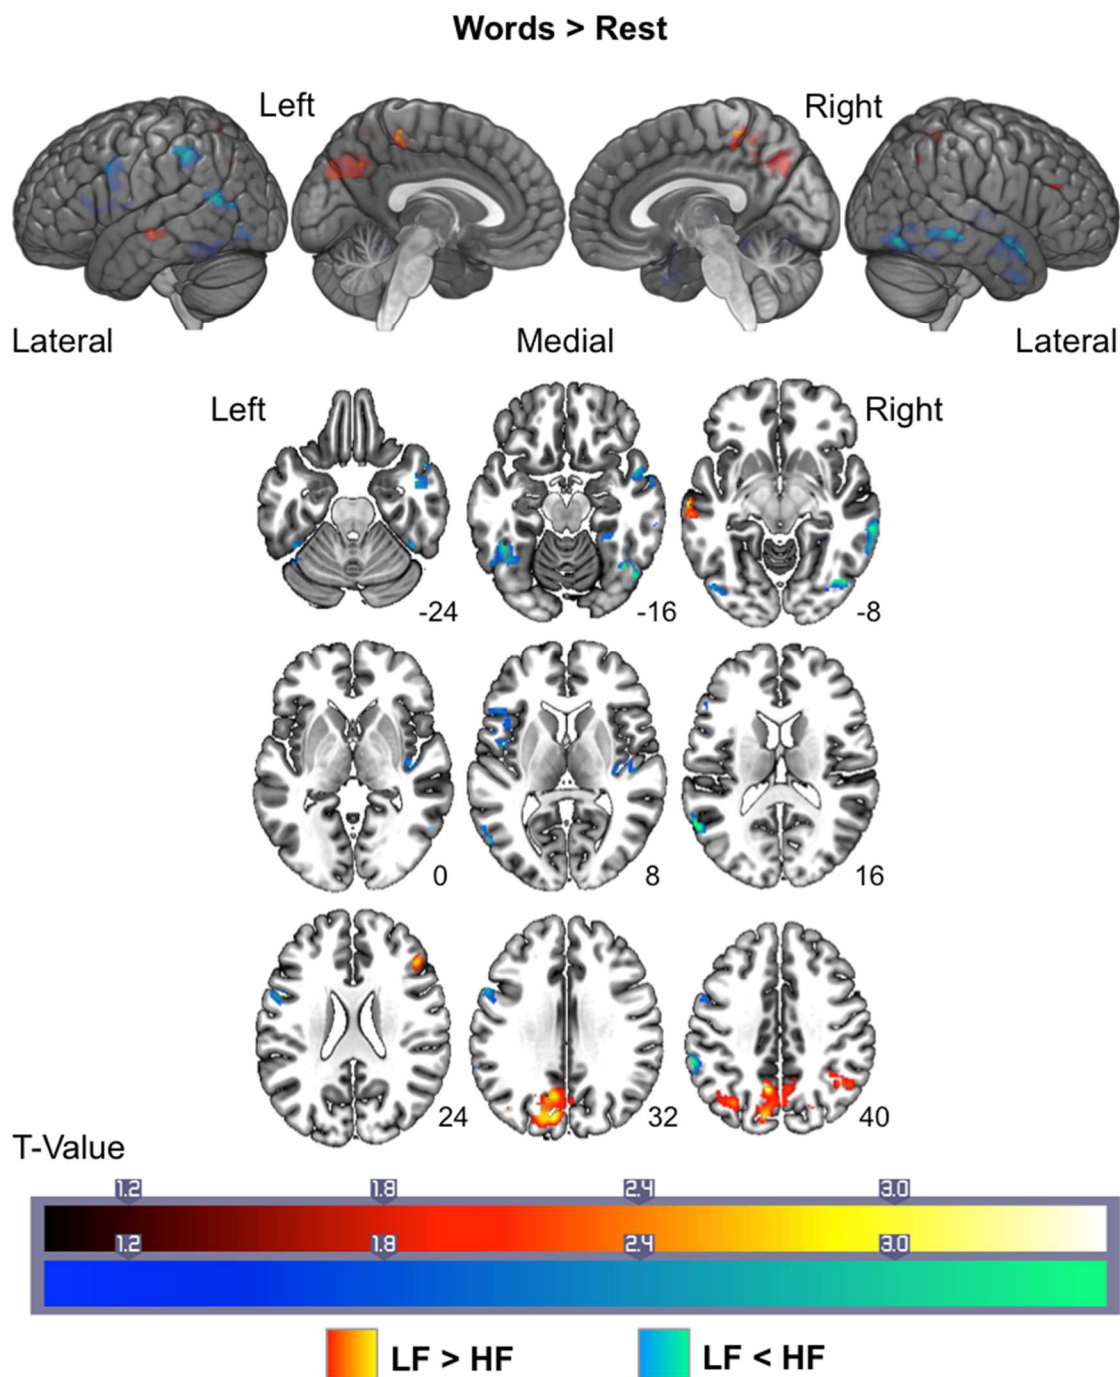 Words > Rest
Left Right
Lateral Medial Lateral
Left Right
-24 -16 -8
0 8 16
24 32 40
T-Value
1.2 1.8 2.4 3.0
1.2 1.8 2.4 3.0
LF > HF LF < HF